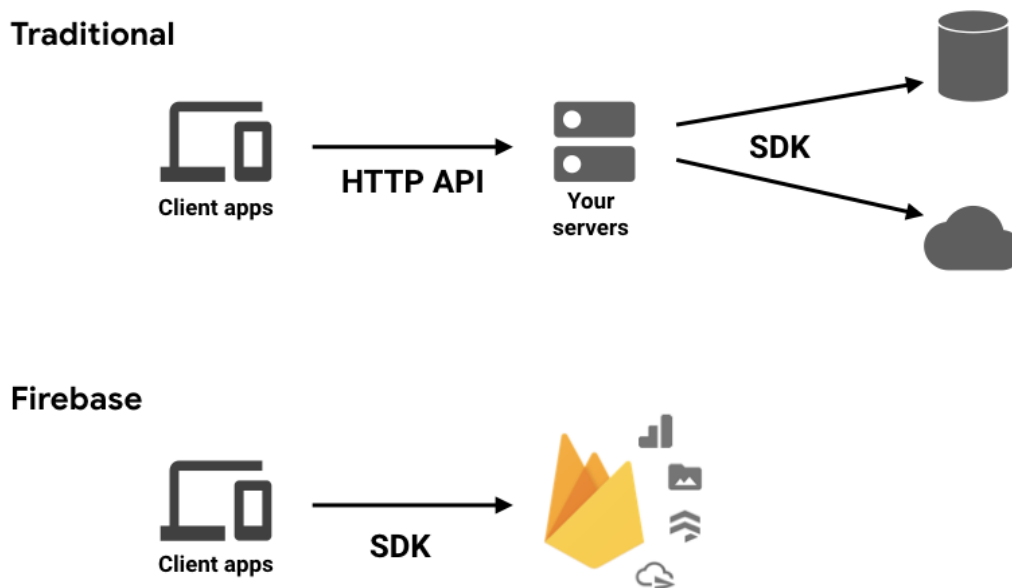 Traditional
Client apps
HTTP API
Your
servers
SDK
Firebase
Client apps
SDK